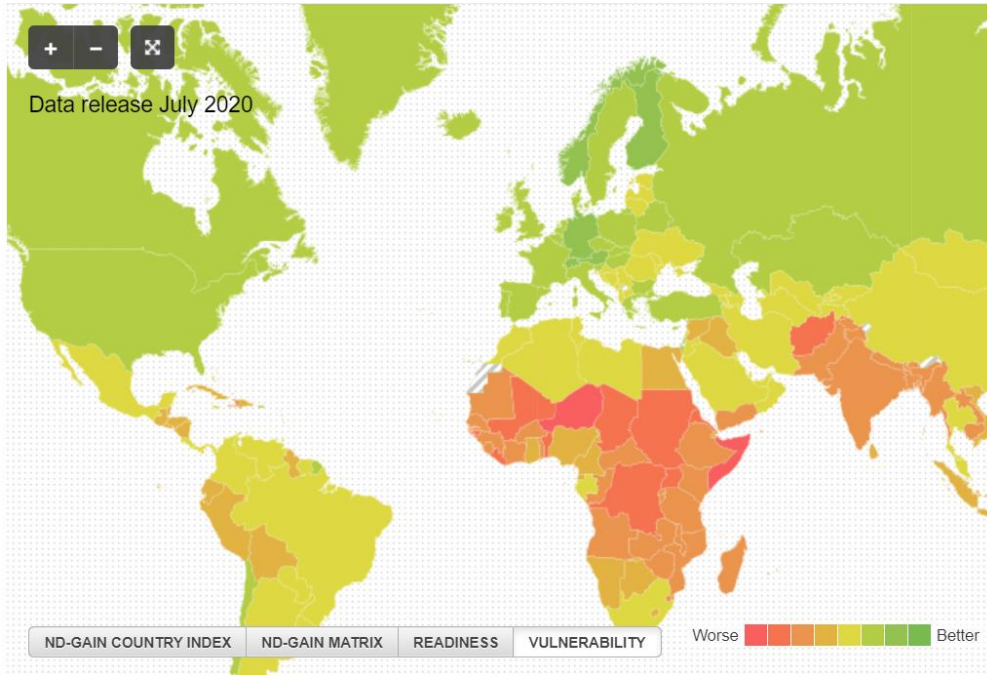 + −
Data release July 2020
ND-GAIN COUNTRY INDEX ND-GAIN MATRIX READINESS VULNERABILITY Worse Better